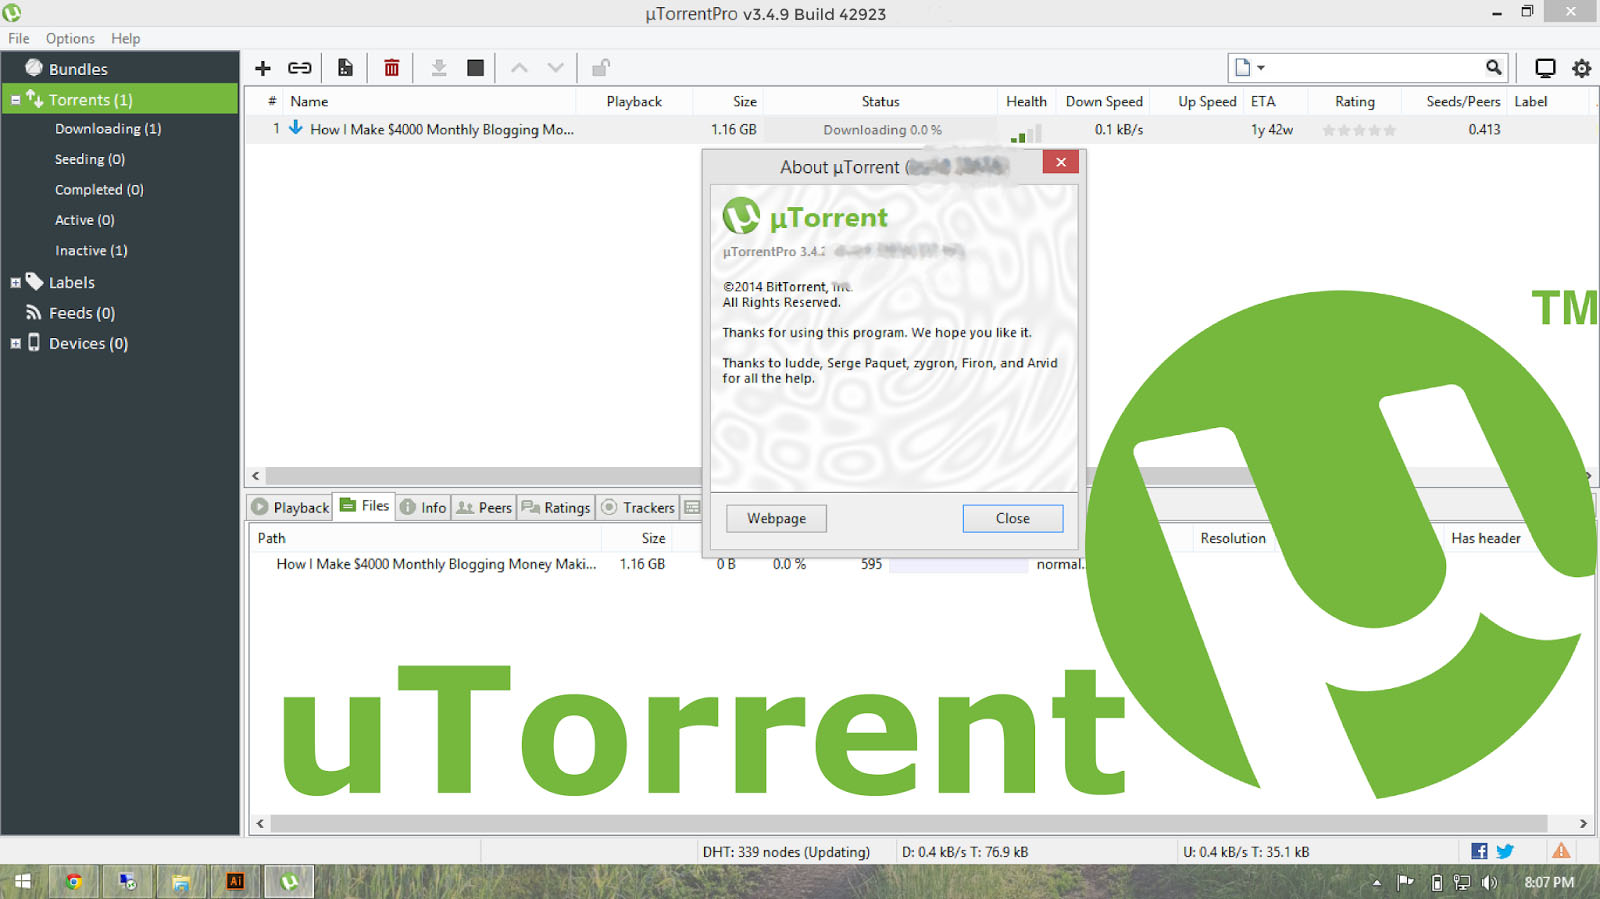 µTorrentPro v3.4.9 Build 42923
File Options Help
Bundles
Torrents (1)
Downloading (1)
Seeding (0)
Completed (0)
Active (0)
Inactive (1)
Labels
Feeds (0)
Devices (0)
# Name Playback Size Status Health Down Speed Up Speed ETA Rating Seeds/Peers Label
1 How I Make $4000 Monthly Blogging Mo... 1.16 GB Downloading 0.0 % 0.1 kB/s 1y 42w 0.413
About µTorrent (
µTorrent
µTorrentPro 3.4.2
©2014 BitTorrent, Inc.
All Rights Reserved.
Thanks for using this program. We hope you like it.
Thanks to ludde, Serge Paquet, zygron, Firon, and Arvid
for all the help.
Webpage Close
Playback Files Info Peers Ratings Trackers
Path Size Resolution Has header
How I Make $4000 Monthly Blogging Money Maki... 1.16 GB 0 B 0.0 % 595 normal.
TM
uTorrent
DHT: 339 nodes (Updating) D: 0.4 kB/s T: 76.9 kB U: 0.4 kB/s T: 35.1 kB
Ai
8:07 PM